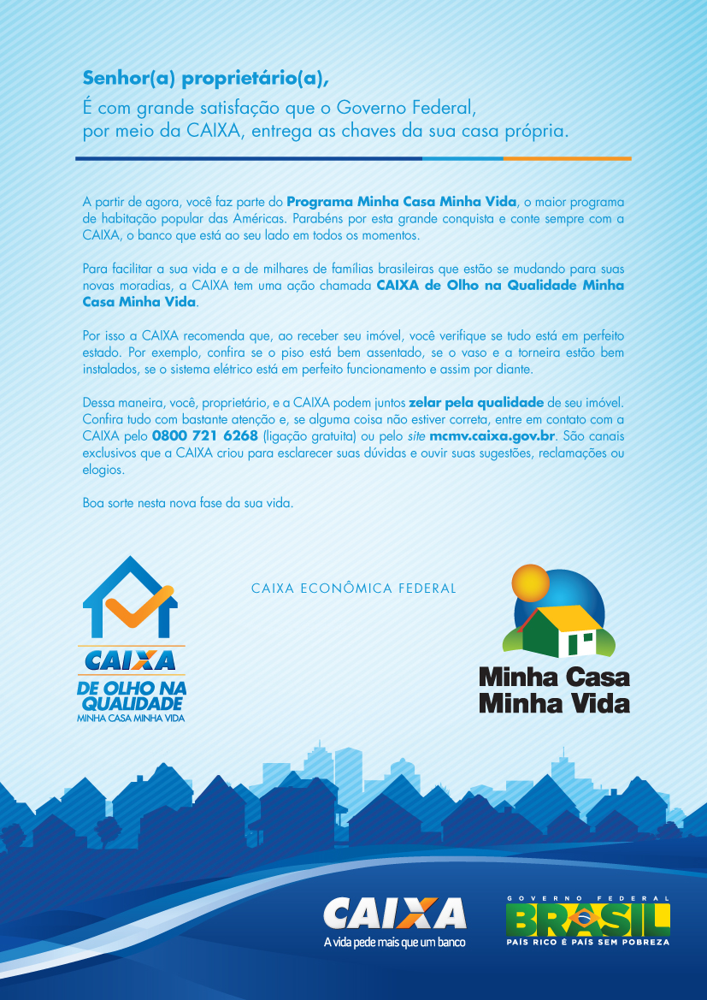 Senhor(a) proprietário(a),
É com grande satisfação que o Governo Federal,
por meio da CAIXA, entrega as chaves da sua casa própria.
A partir de agora, você faz parte do Programa Minha Casa Minha Vida, o maior programa
de habitação popular das Américas. Parabéns por esta grande conquista e conte sempre com a
CAIXA, o banco que está ao seu lado em todos os momentos.
Para facilitar a sua vida e a de milhares de famílias brasileiras que estão se mudando para suas
novas moradias, a CAIXA tem uma ação chamada CAIXA de Olho na Qualidade Minha
Casa Minha Vida.
Por isso a CAIXA recomenda que, ao receber seu imóvel, você verifique se tudo está em perfeito
estado. Por exemplo, confira se o piso está bem assentado, se o vaso e a torneira estão bem
instalados, se o sistema elétrico está em perfeito funcionamento e assim por diante.
Dessa maneira, você, proprietário, e a CAIXA podem juntos zelar pela qualidade de seu imóvel.
Confira tudo com bastante atenção e, se alguma coisa não estiver correta, entre em contato com a
CAIXA pelo 0800 721 6268 (ligação gratuita) ou pelo site mcmv.caixa.gov.br. São canais
exclusivos que a CAIXA criou para esclarecer suas dúvidas e ouvir suas sugestões, reclamações ou
elogios.
Boa sorte nesta nova fase da sua vida.
CAIXA ECONÔMICA FEDERAL
CAIXA
DE OLHO NA
QUALIDADE
MINHA CASA MINHA VIDA
Minha Casa
Minha Vida
CAIXA
A vida pede mais que um banco
GOVERNO FEDERAL
BRASIL
PAÍS RICO É PAÍS SEM POBREZA